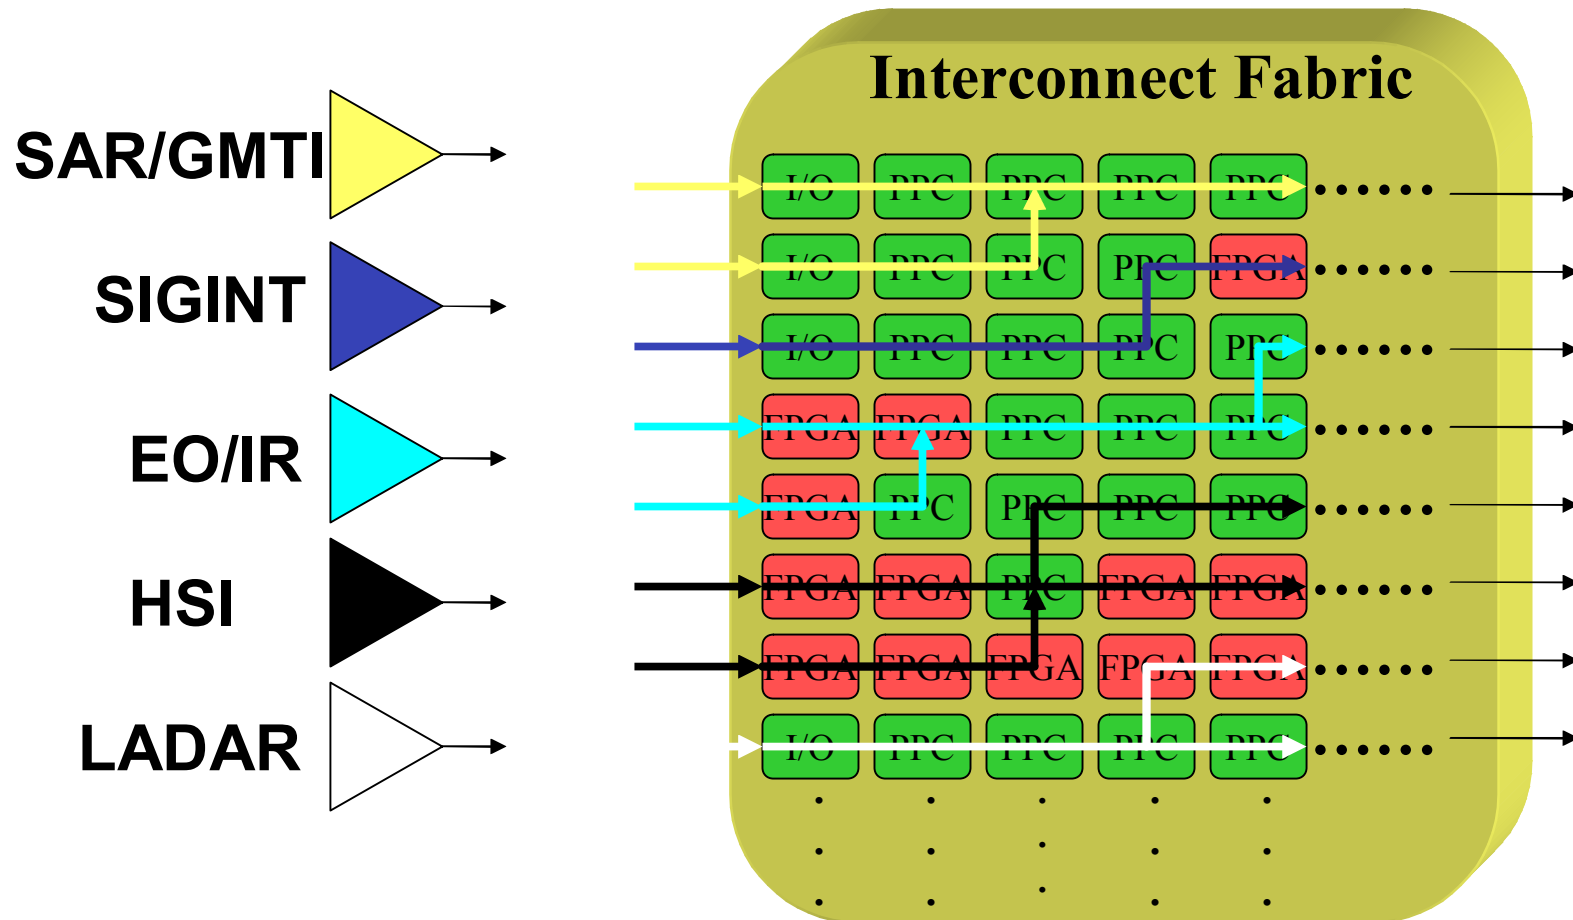 Interconnect Fabric
SAR/GMTI
I/O PPC PPC PPC PPC
I/O PPC PPC PPC FPGA
SIGINT
I/O PPC PPC PPC PPC
EO/IR
FPGA FPGA PPC PPC PPC
FPGA PPC PPC PPC PPC
HSI
FPGA FPGA PPC FPGA FPGA
FPGA FPGA FPGA FPGA FPGA
LADAR
I/O PPC PPC PPC PPC